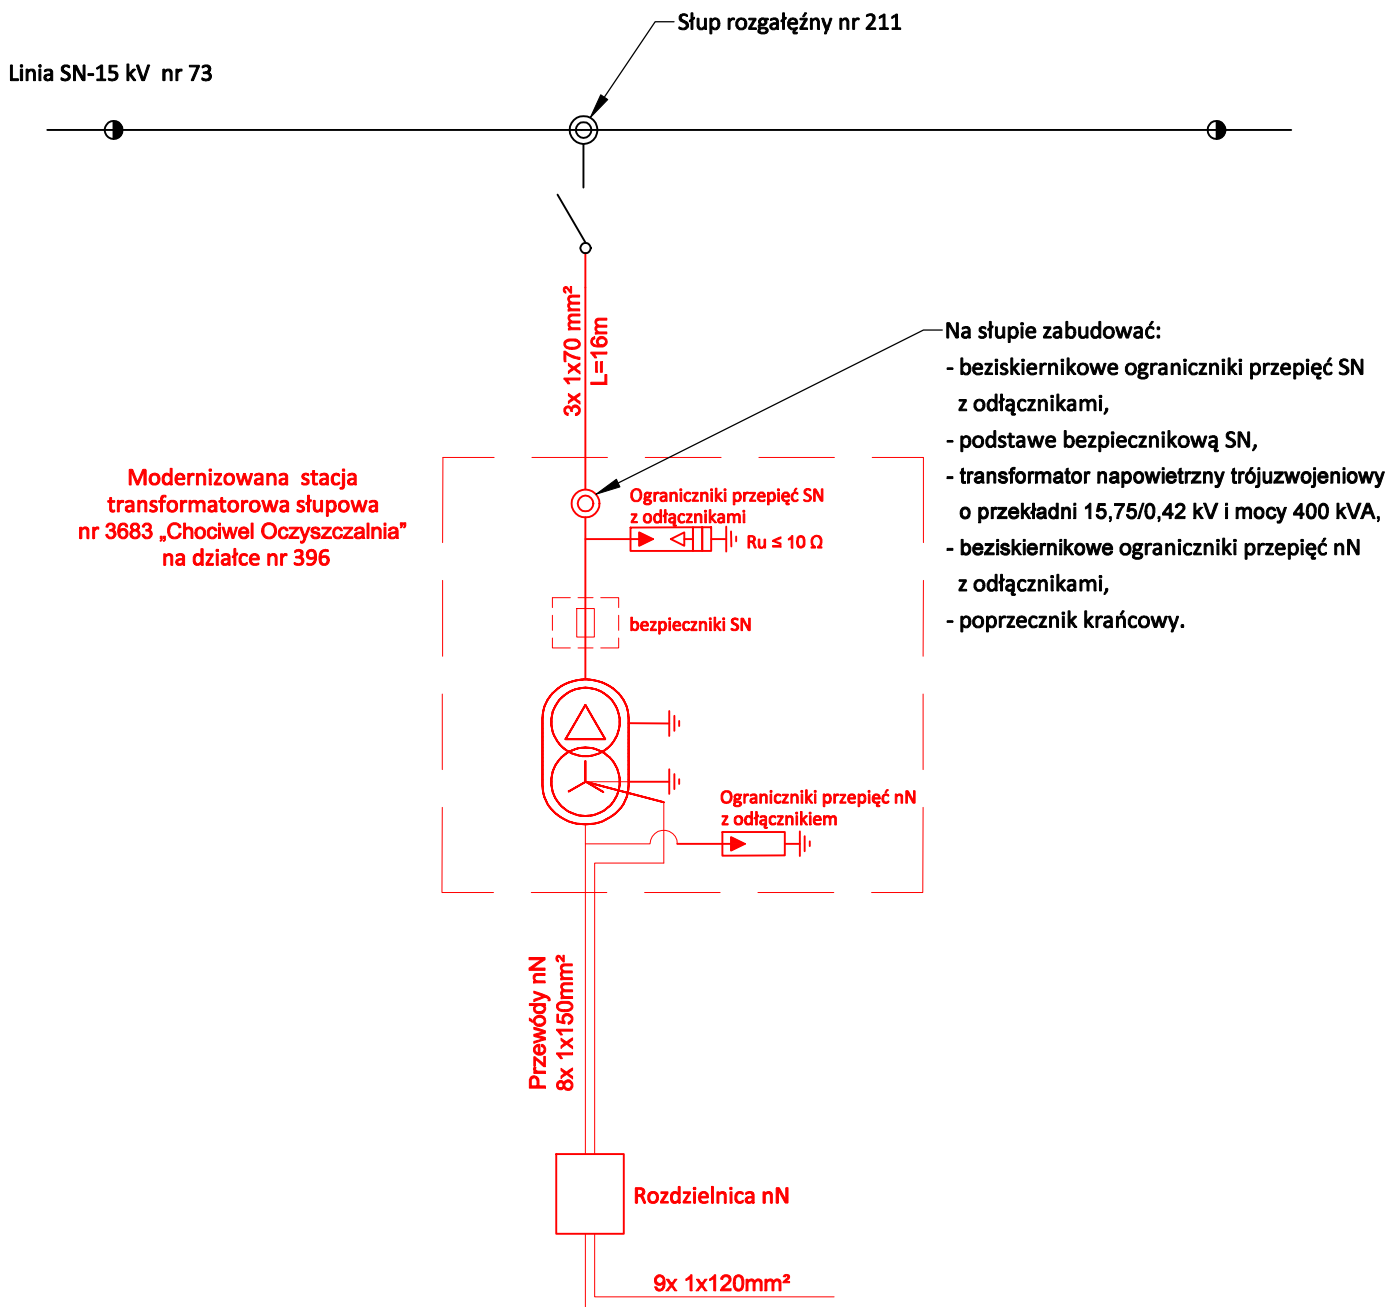 Słup rozgałęźny nr 211
Linia SN-15 kV nr 73
3x 1x70 mm²
L=16m
Na słupie zabudować:
- beziskiernikowe ograniczniki przepięć SN
z odłącznikami,
- podstawe bezpiecznikową SN,
- transformator napowietrzny trójuzwojeniowy
o przekładni 15,75/0,42 kV i mocy 400 kVA,
- beziskiernikowe ograniczniki przepięć nN
z odłącznikami,
- poprzecznik krańcowy.
Modernizowana stacja
transformatorowa słupowa
nr 3683 „Chociwel Oczyszczalnia”
na działce nr 396
Ograniczniki przepięć SN
z odłącznikami
Ru ≤ 10 Ω
bezpieczniki SN
Ograniczniki przepięć nN
z odłącznikiem
Przewódy nN
8x 1x150mm²
Rozdzielnica nN
9x 1x120mm²